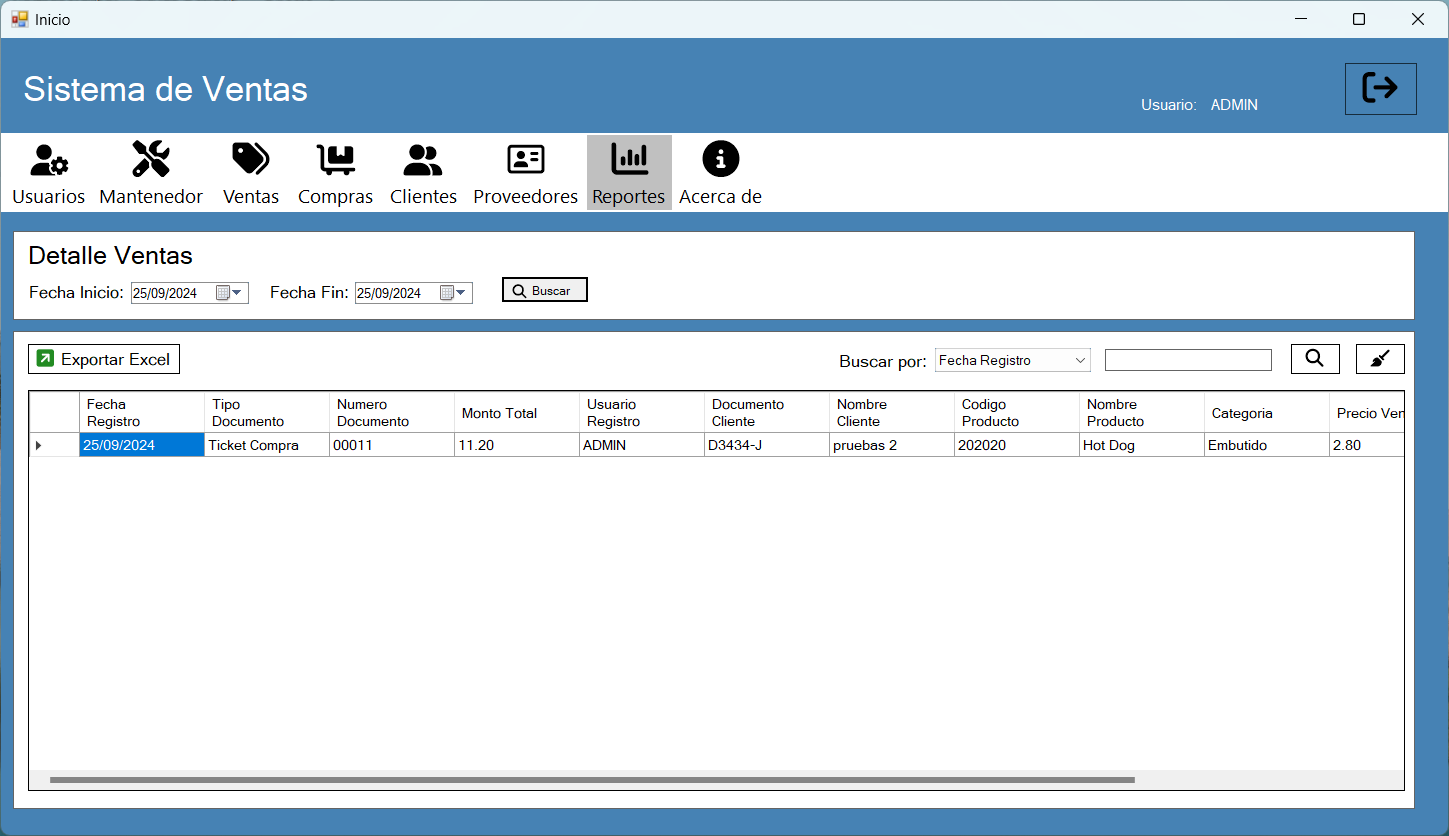 Inicio
Sistema de Ventas
Usuario: ADMIN
Usuarios Mantenedor Ventas Compras Clientes Proveedores Reportes Acerca de
Detalle Ventas
Fecha Inicio: 25/09/2024 Fecha Fin: 25/09/2024 Buscar
Exportar Excel Buscar por: Fecha Registro
Fecha Registro Tipo Documento Numero Documento Monto Total Usuario Registro Documento Cliente Nombre Cliente Codigo Producto Nombre Producto Categoria Precio Ven
25/09/2024 Ticket Compra 00011 11.20 ADMIN D3434-J pruebas 2 202020 Hot Dog Embutido 2.80